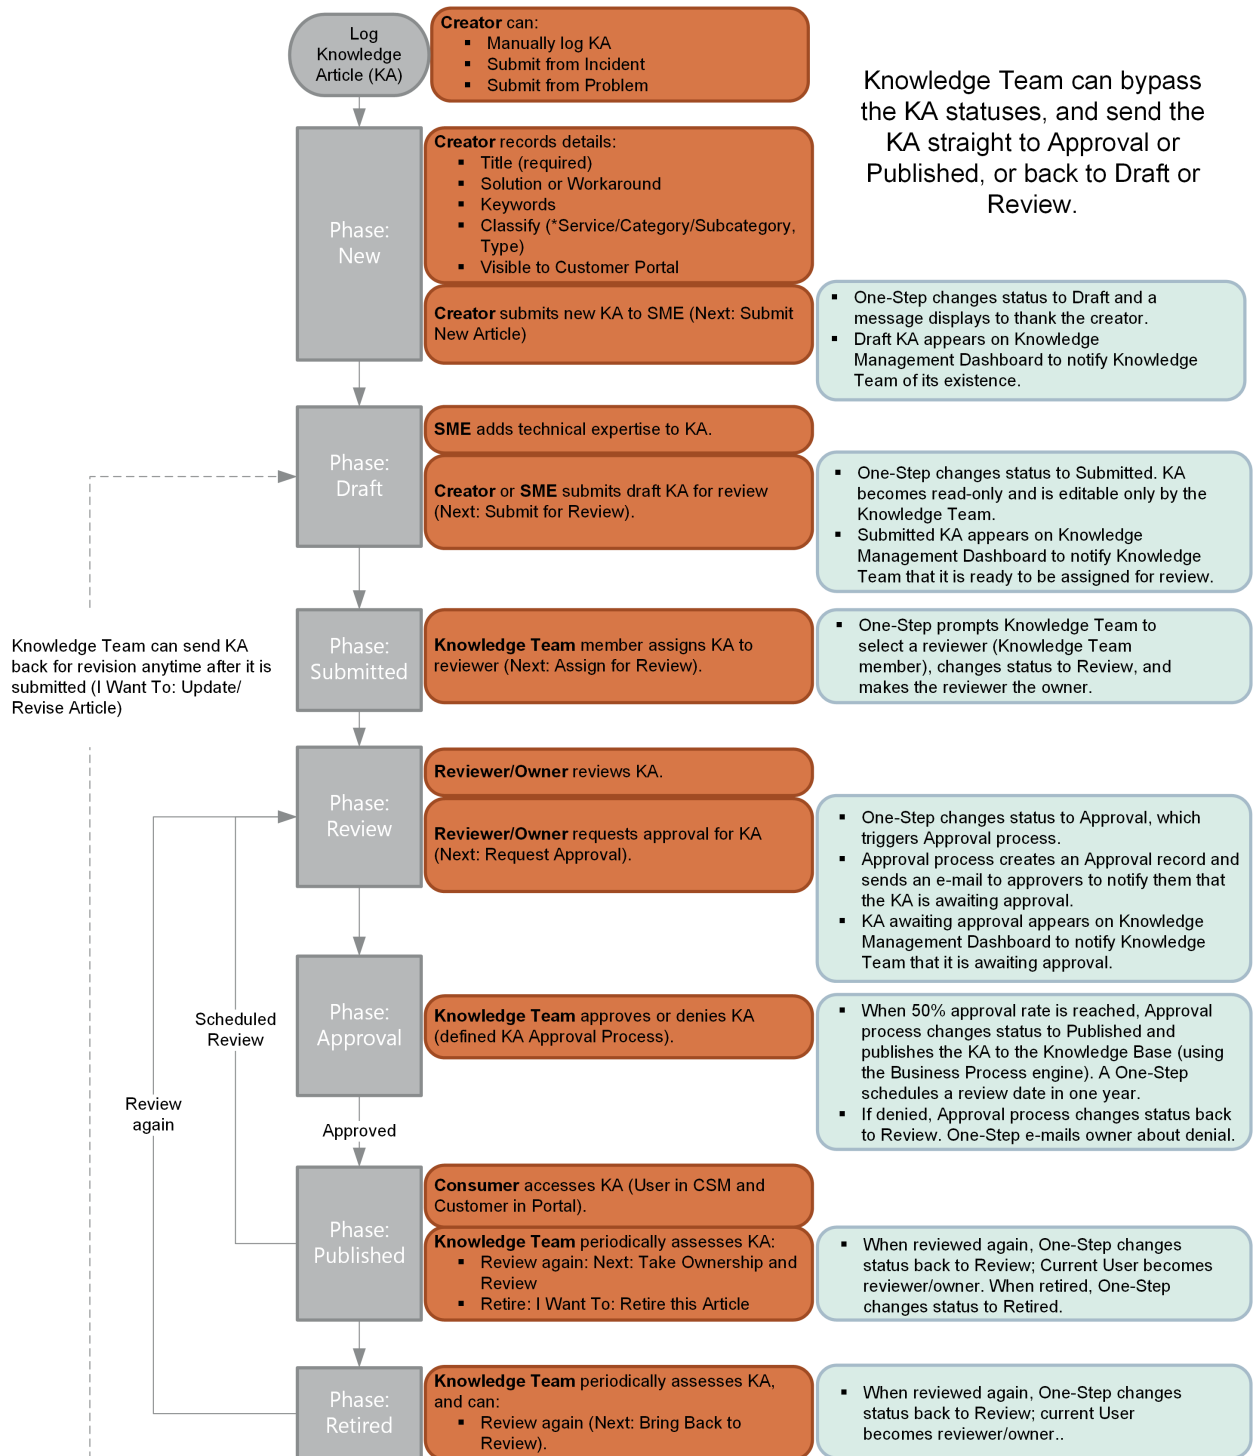 Log
Knowledge
Article (KA)
Creator can:
▪ Manually log KA
▪ Submit from Incident
▪ Submit from Problem
Knowledge Team can bypass
the KA statuses, and send the
KA straight to Approval or
Published, or back to Draft or
Review.
Phase:
New
Creator records details:
▪ Title (required)
▪ Solution or Workaround
▪ Keywords
▪ Classify (*Service/Category/Subcategory,
Type)
▪ Visible to Customer Portal
Creator submits new KA to SME (Next: Submit
New Article)
▪ One-Step changes status to Draft and a
message displays to thank the creator.
▪ Draft KA appears on Knowledge
Management Dashboard to notify Knowledge
Team of its existence.
Phase:
Draft
SME adds technical expertise to KA.
Creator or SME submits draft KA for review
(Next: Submit for Review).
▪ One-Step changes status to Submitted. KA
becomes read-only and is editable only by the
Knowledge Team.
▪ Submitted KA appears on Knowledge
Management Dashboard to notify Knowledge
Team that it is ready to be assigned for review.
Knowledge Team can send KA
back for revision anytime after it is
submitted (I Want To: Update/
Revise Article)
Phase:
Submitted
Knowledge Team member assigns KA to
reviewer (Next: Assign for Review).
▪ One-Step prompts Knowledge Team to
select a reviewer (Knowledge Team
member), changes status to Review, and
makes the reviewer the owner.
Phase:
Review
Reviewer/Owner reviews KA.
Reviewer/Owner requests approval for KA
(Next: Request Approval).
▪ One-Step changes status to Approval, which
triggers Approval process.
▪ Approval process creates an Approval record and
sends an e-mail to approvers to notify them that
the KA is awaiting approval.
▪ KA awaiting approval appears on Knowledge
Management Dashboard to notify Knowledge
Team that it is awaiting approval.
Scheduled
Review
Review
again
Phase:
Approval
Knowledge Team approves or denies KA
(defined KA Approval Process).
▪ When 50% approval rate is reached, Approval
process changes status to Published and
publishes the KA to the Knowledge Base (using
the Business Process engine). A One-Step
schedules a review date in one year.
▪ If denied, Approval process changes status back
to Review. One-Step e-mails owner about denial.
Approved
Phase:
Published
Consumer accesses KA (User in CSM and
Customer in Portal).
Knowledge Team periodically assesses KA:
▪ Review again: Next: Take Ownership and
Review
▪ Retire: I Want To: Retire this Article
▪ When reviewed again, One-Step changes
status back to Review; Current User becomes
reviewer/owner. When retired, One-Step
changes status to Retired.
Phase:
Retired
Knowledge Team periodically assesses KA,
and can:
▪ Review again (Next: Bring Back to
Review).
▪ When reviewed again, One-Step changes
status back to Review; current User
becomes reviewer/owner..